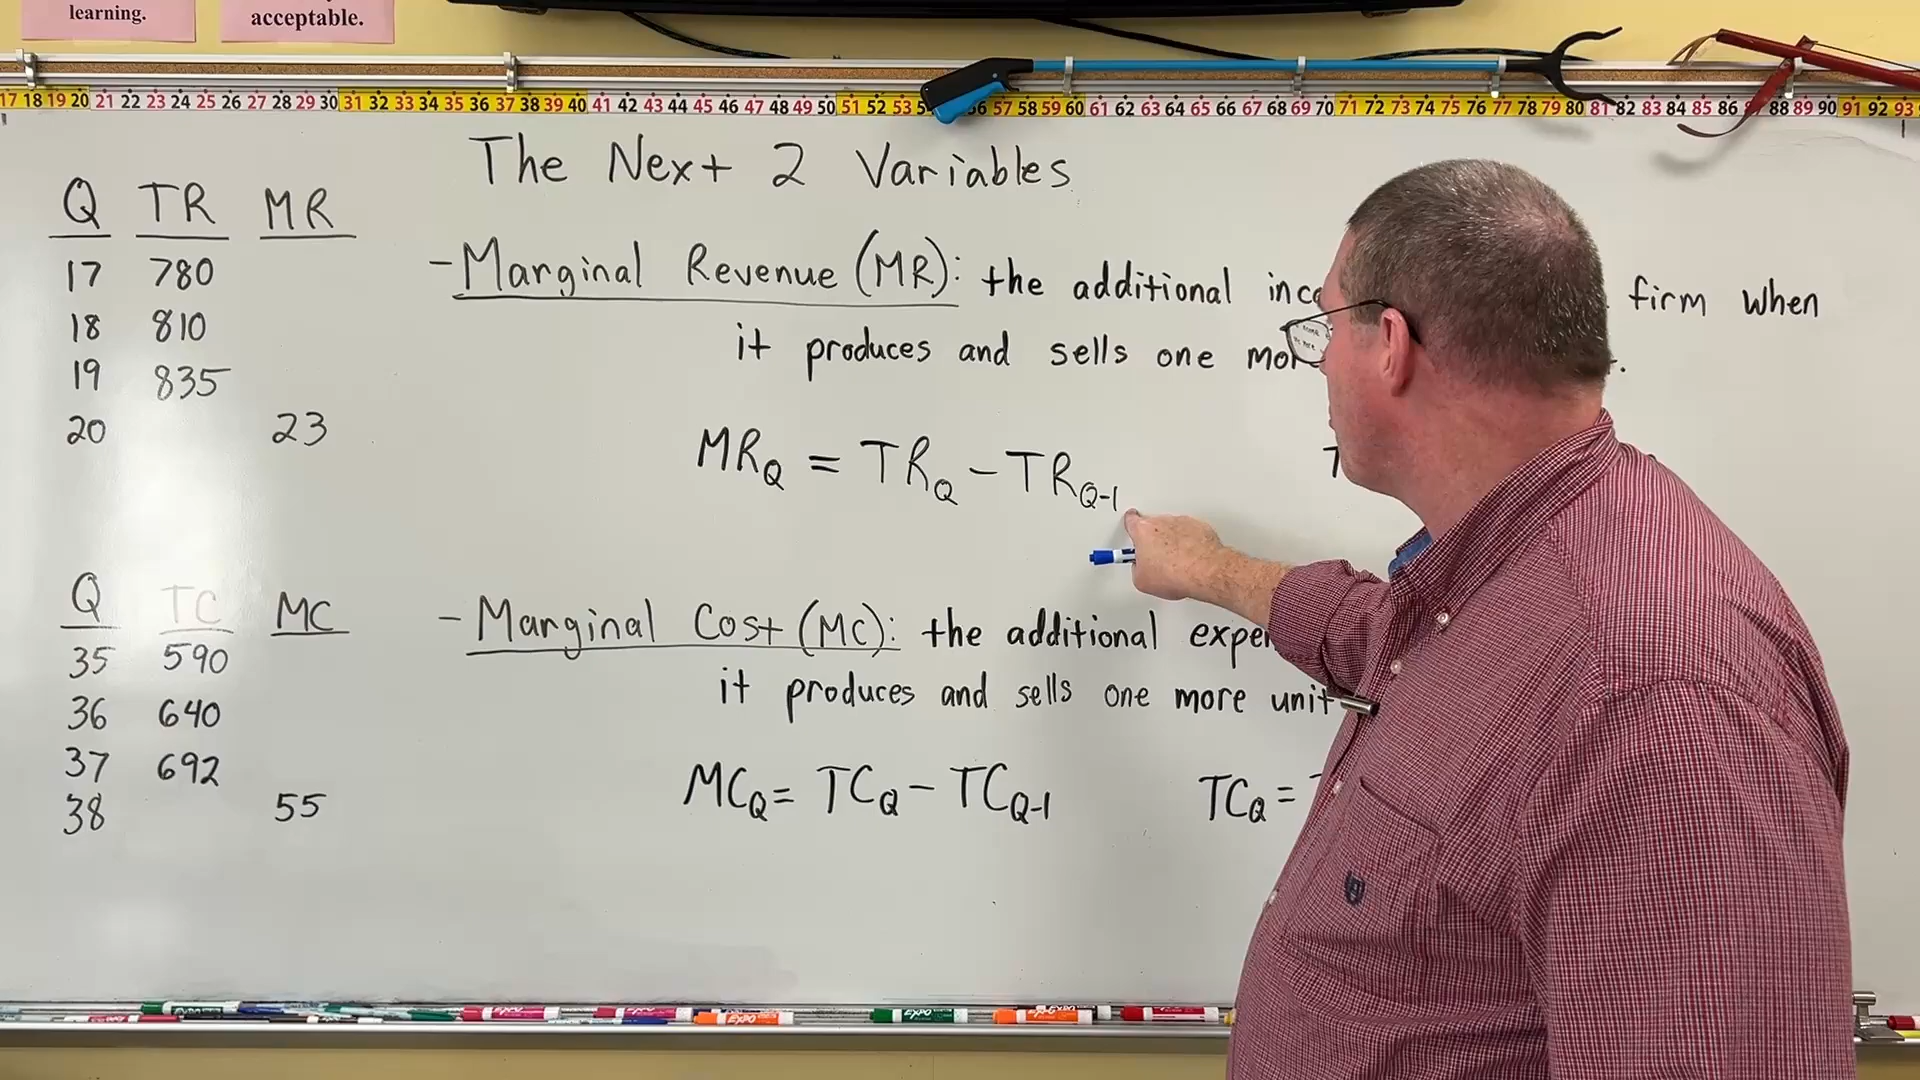 learning.
acceptable.
17 18 19 20 21 22 23 24 25 26 27 28 29 30 31 32 33 34 35 36 37 38 39 40 41 42 43 44 45 46 47 48 49 50 51 52 53 56 57 58 59 60 61 62 63 64 65 66 67 68 69 70 71 72 73 74 75 76 77 78 79 80 81 82 83 84 85 86 88 89 90 91 92 93
The Next 2 Variables
Q TR MR
17 780
18 810
19 835
20 23
- Marginal Revenue (MR): the additional firm when
it produces and sells one
MRQ = TRQ - TRQ-1
Q TC MC
35 590
36 640
37 692
38 55
- Marginal Cost (MC): the additional
it produces and sells one more unit
MCQ = TCQ - TCQ-1 TCQ =
EXPO
EXPO
EXPO
EXPO
EXPO
EXPO
EXPO